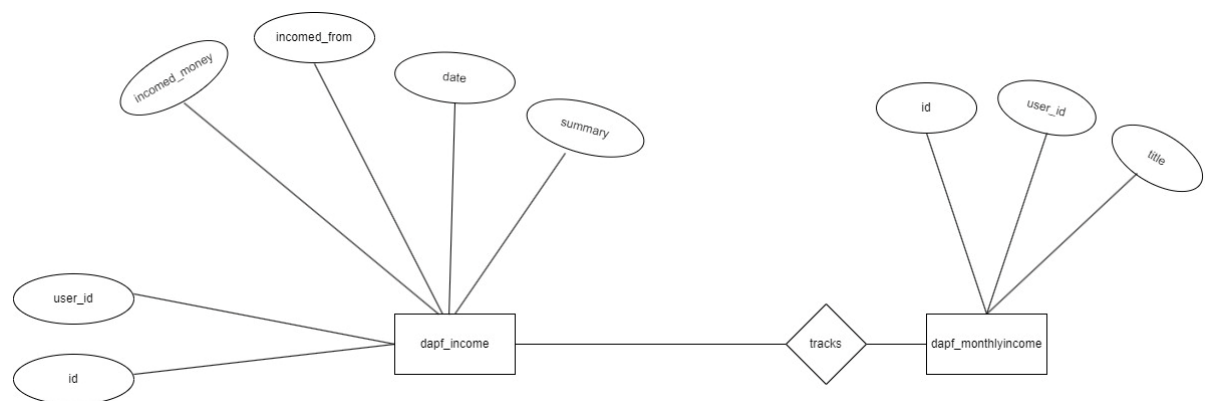 incomed_from
incomed_money
date
summary
id
user_id
title
user_id
dapf_income
tracks
dapf_monthlyincome
id